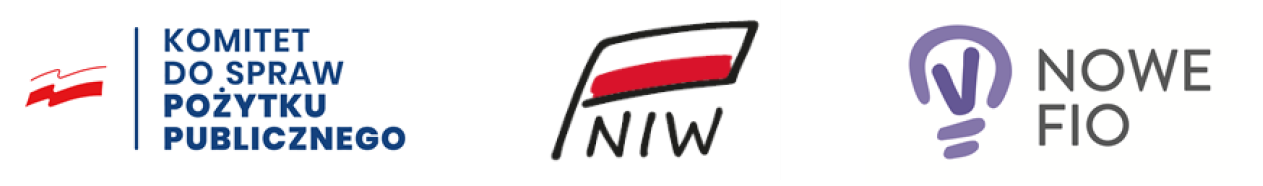 KOMITET
DO SPRAW
POŻYTKU
PUBLICZNEGO
NIW
NOWE
FIO